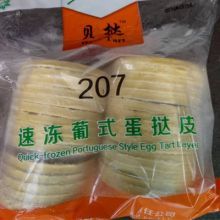 贝挞
207
速冻葡式蛋挞皮
Quick-frozen Portuguese Style Egg Tart Layer